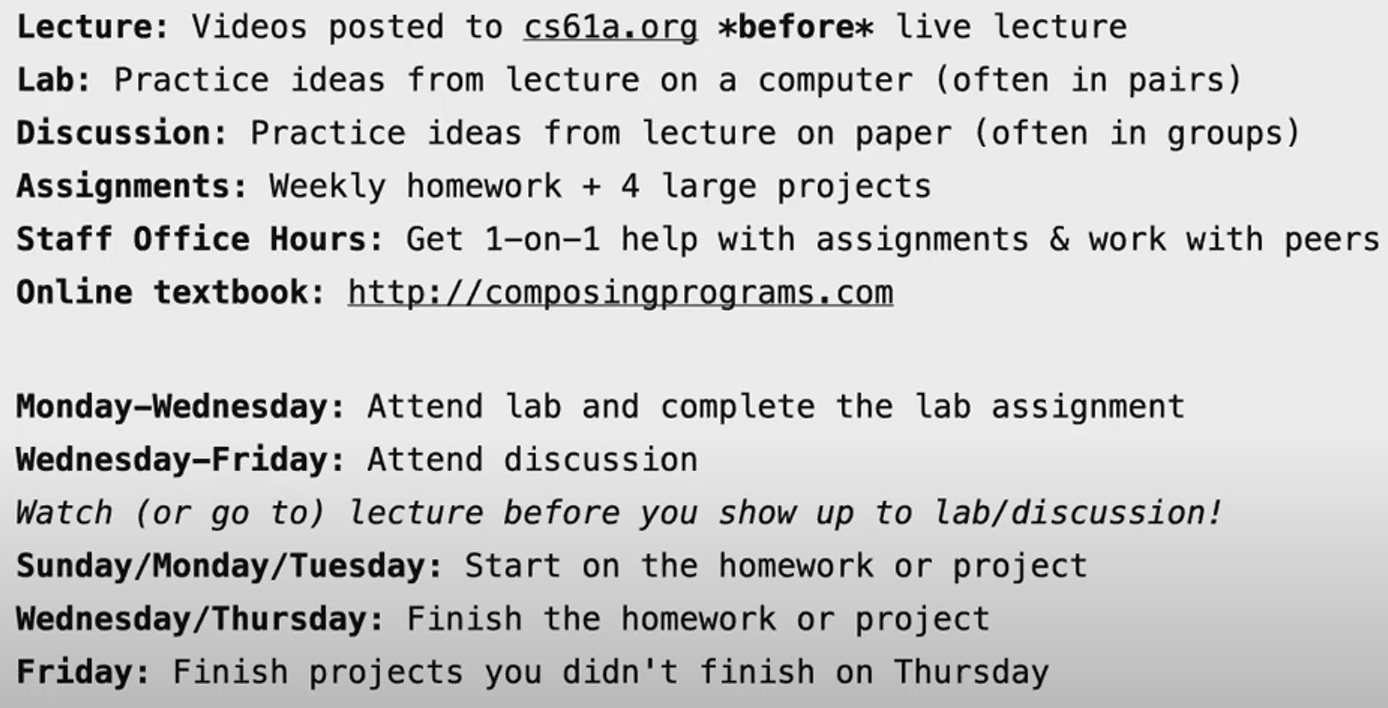 Lecture: Videos posted to cs61a.org *before* live lecture
Lab: Practice ideas from lecture on a computer (often in pairs)
Discussion: Practice ideas from lecture on paper (often in groups)
Assignments: Weekly homework + 4 large projects
Staff Office Hours: Get 1-on-1 help with assignments & work with peers
Online textbook: http://composingprograms.com
Monday-Wednesday: Attend lab and complete the lab assignment
Wednesday-Friday: Attend discussion
Watch (or go to) lecture before you show up to lab/discussion!
Sunday/Monday/Tuesday: Start on the homework or project
Wednesday/Thursday: Finish the homework or project
Friday: Finish projects you didn't finish on Thursday